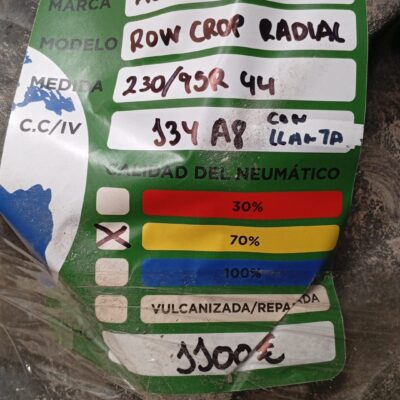 MARCA
MODELO ROW CROP RADIAL
MEDIDA 230/95R 44
C.C/IV 134 A8 CON LLANTA
CALIDAD DEL NEUMÁTICO
30%
70%
100%
VULCANIZADA/REPARADA
1100€